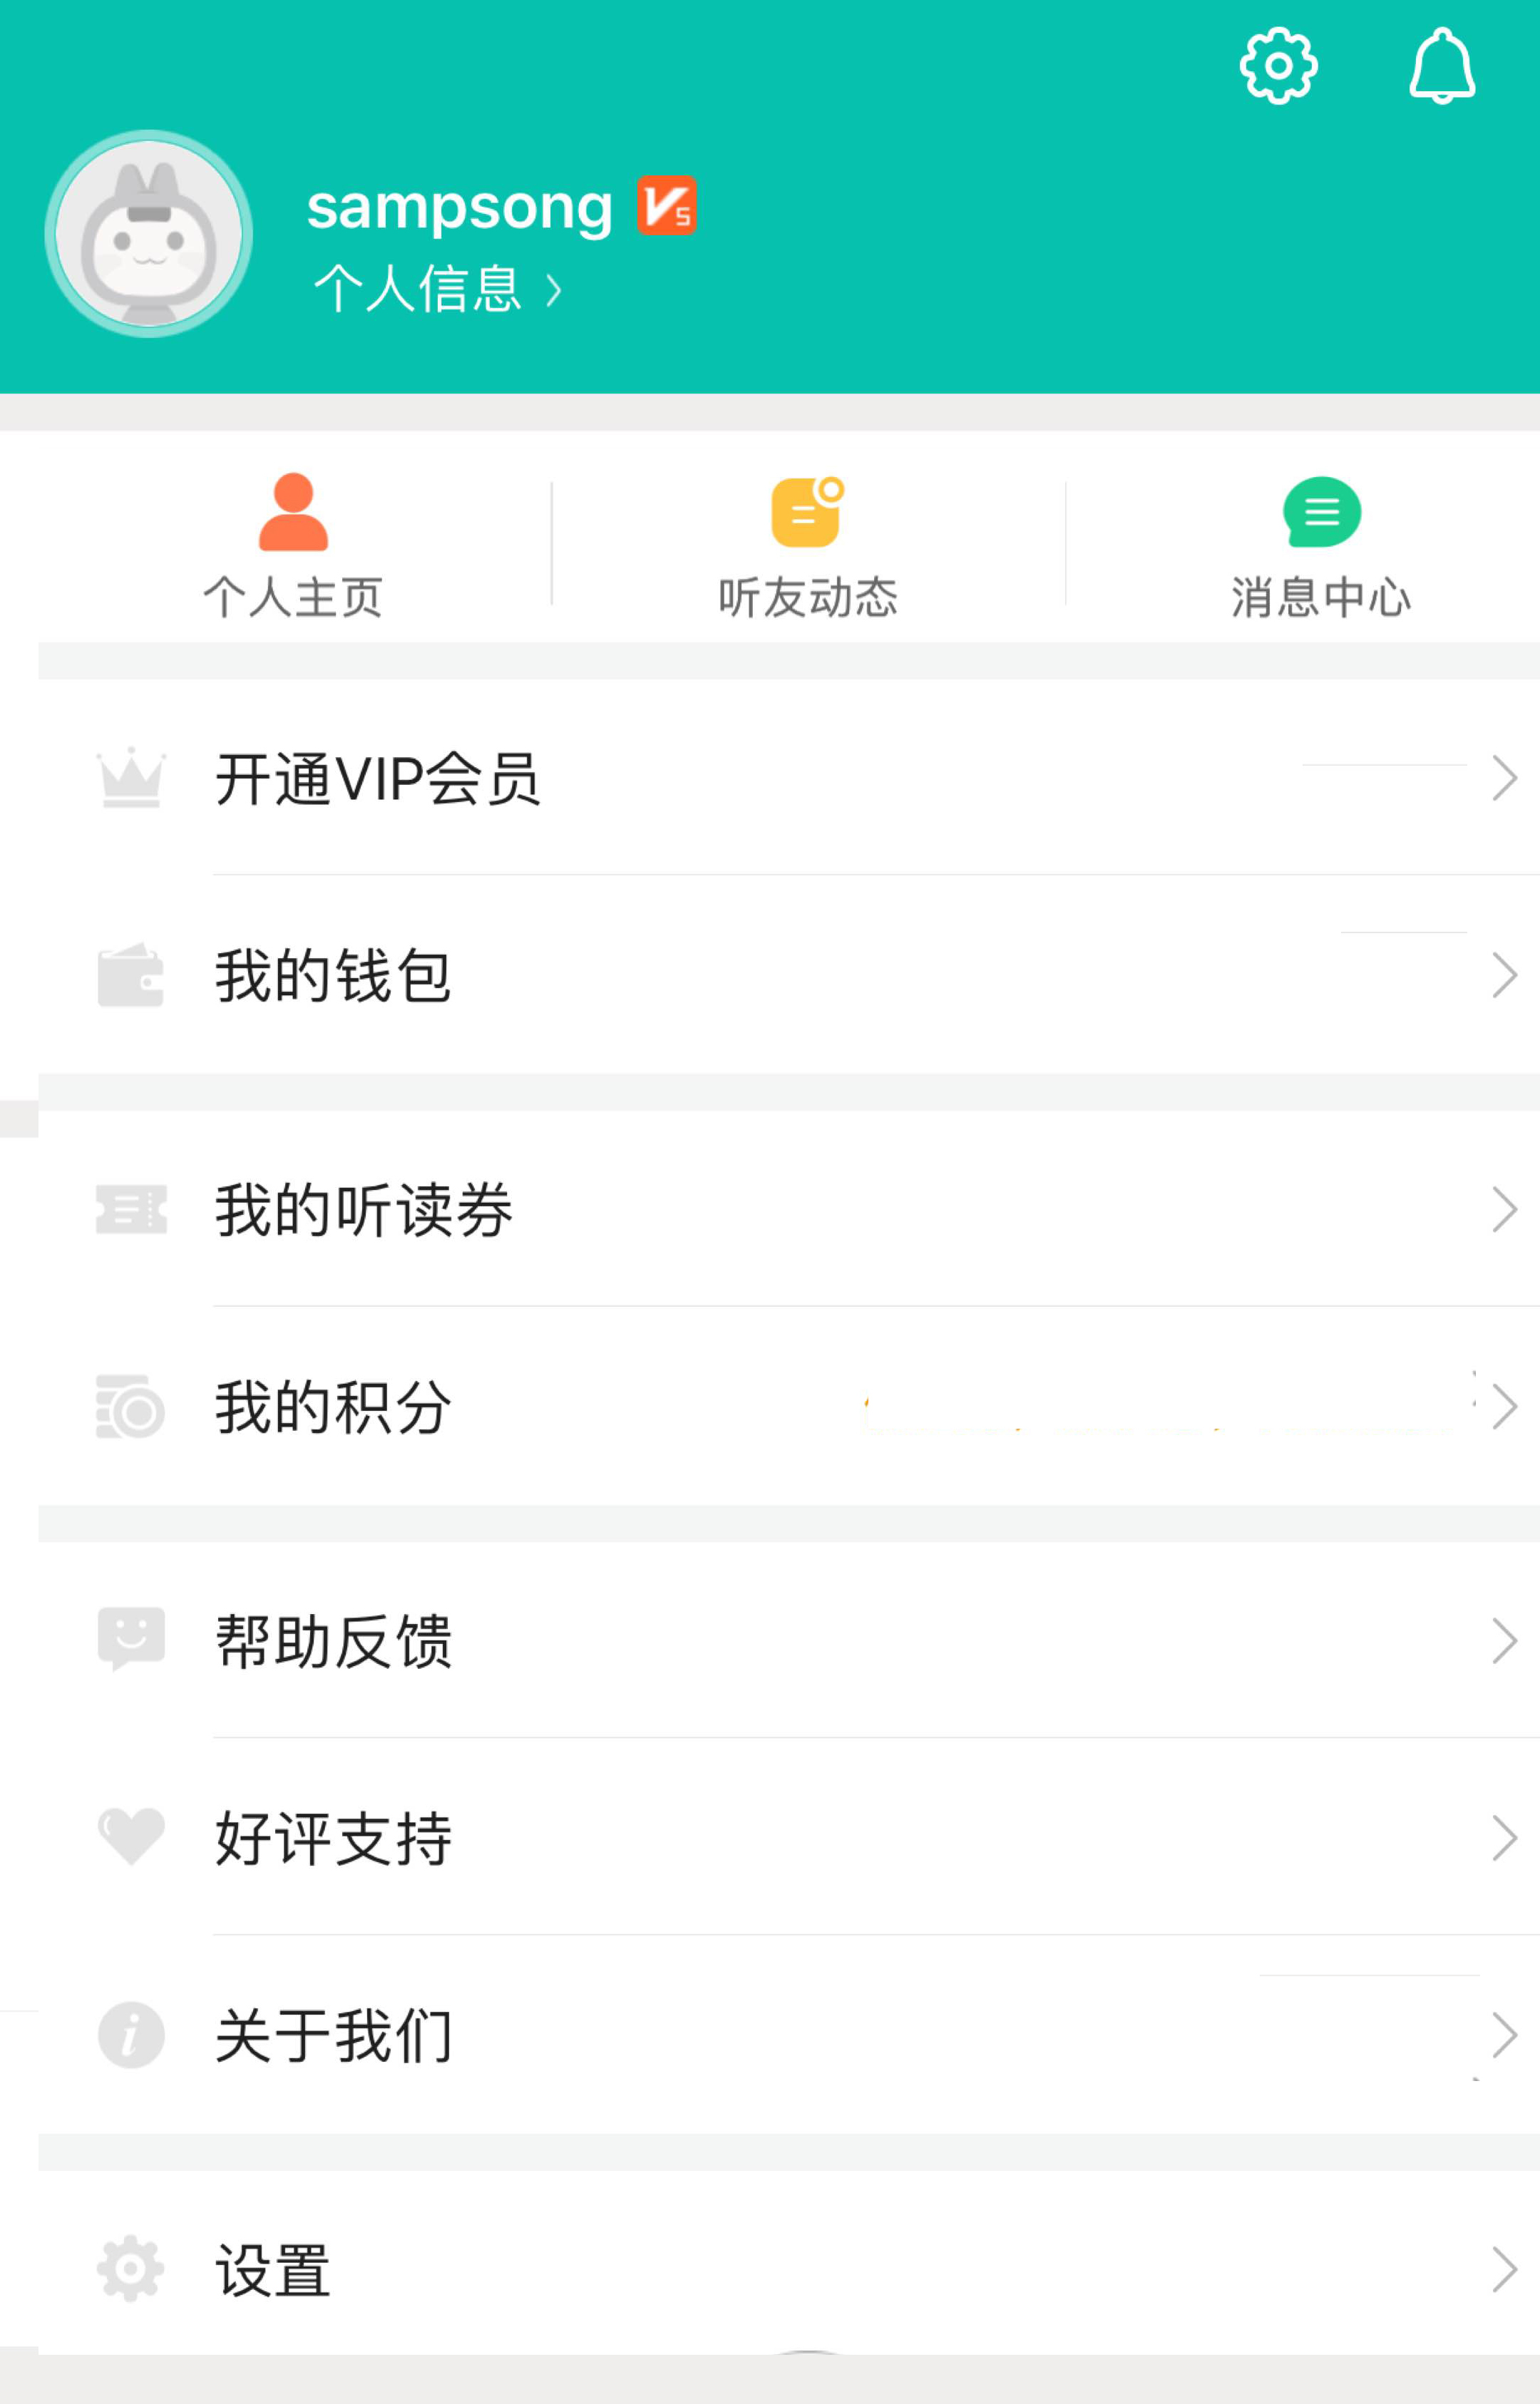 sampsong V5
个人信息
个人主页 听友动态 消息中心
开通VIP会员
我的钱包
我的听读券
我的积分
帮助反馈
好评支持
关于我们
设置